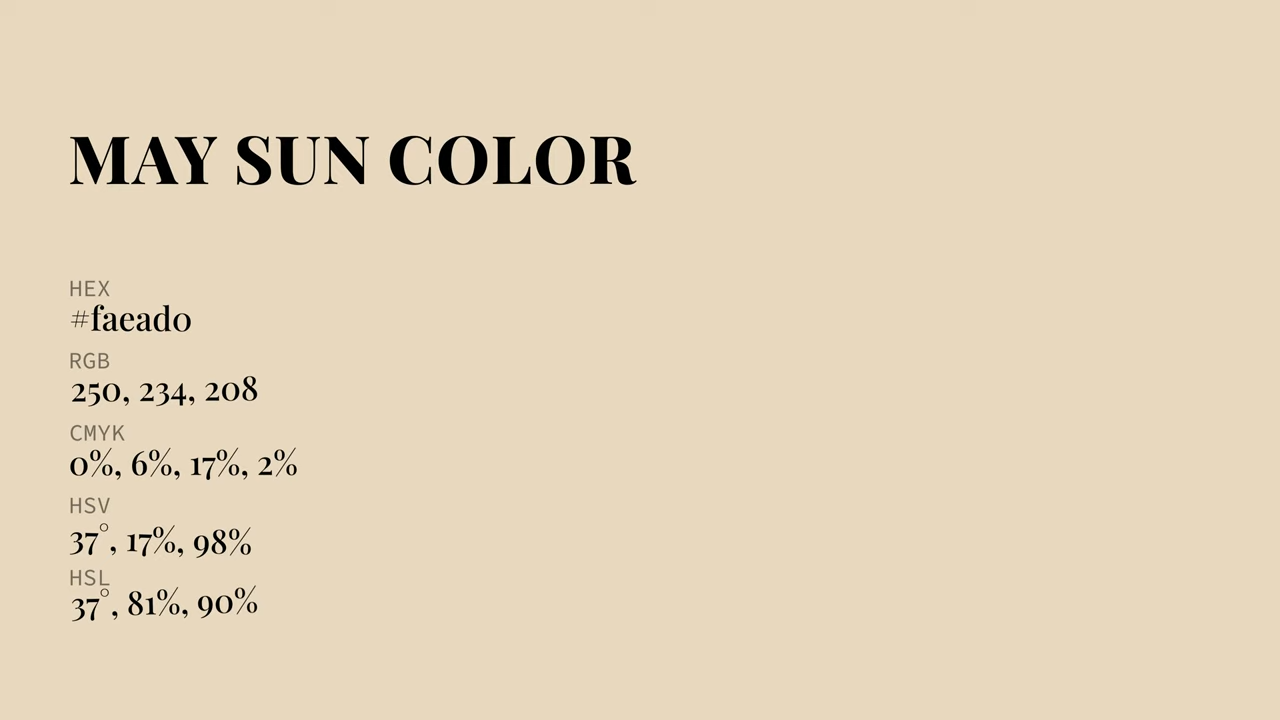 MAY SUN COLOR
HEX
#faead0
RGB
250, 234, 208
CMYK
0%, 6%, 17%, 2%
HSV
37°, 17%, 98%
HSL
37°, 81%, 90%